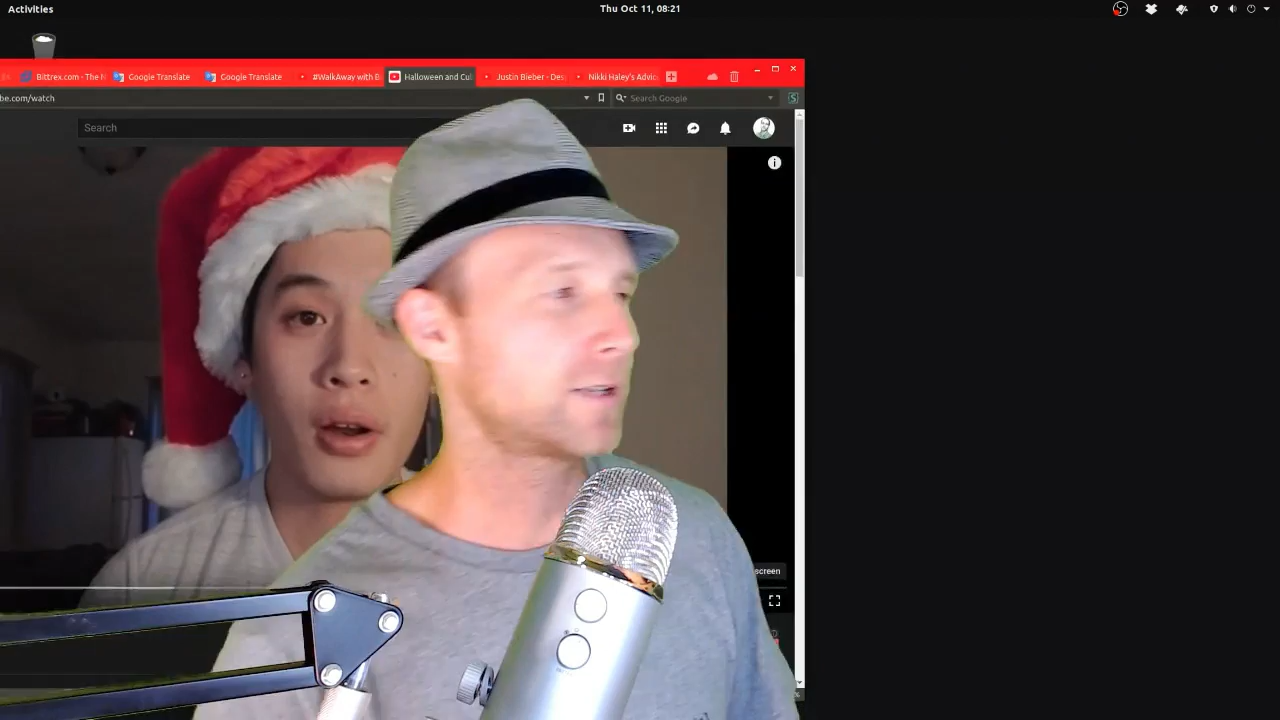 Activities
Thu Oct 11, 08:21
Bittrex.com - The N
Google Translate
Google Translate
#WalkAway with B
Halloween and Cul
Justin Bieber - Des
Nikki Haley's Advic
be.com/watch
Search Google
S
Search
screen